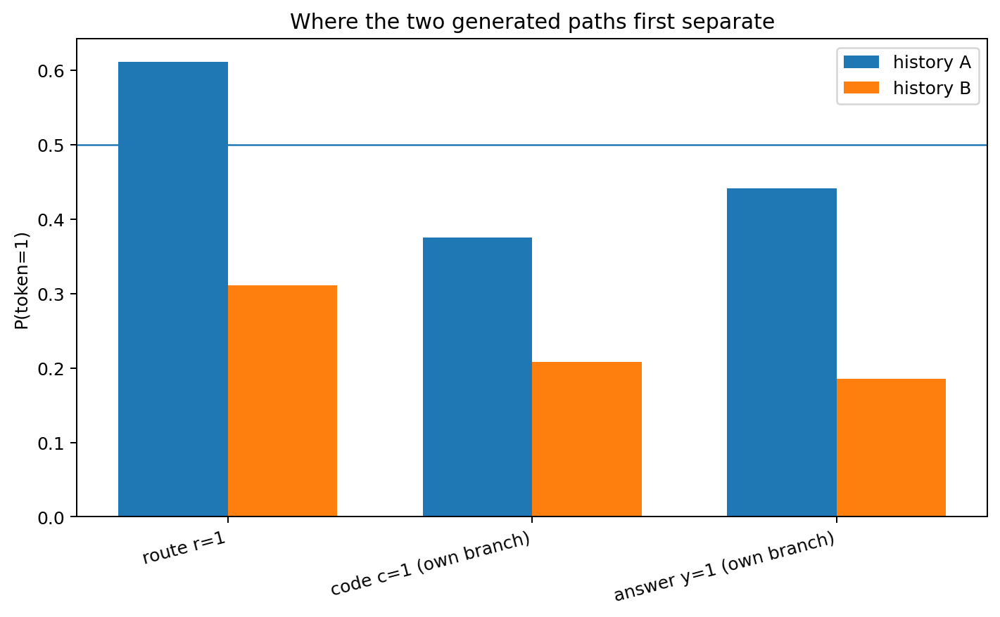 Where the two generated paths first separate
history A
history B
P(token=1)
0.6
0.5
0.4
0.3
0.2
0.1
0.0
route r=1
code c=1 (own branch)
answer y=1 (own branch)